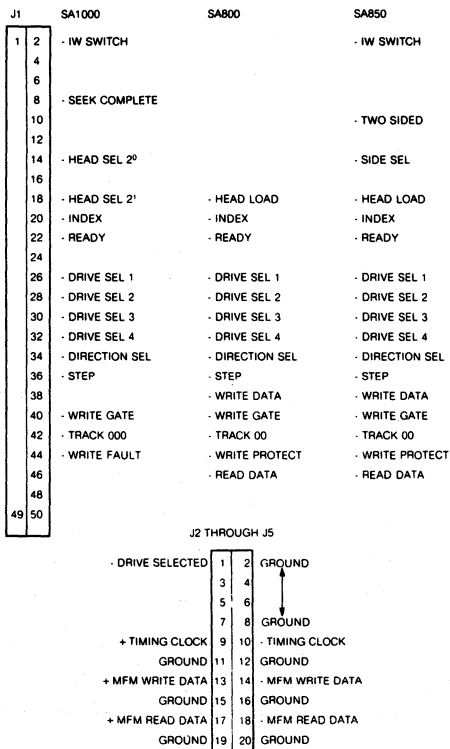 J1 SA1000 SA800 SA850
1 2 - IW SWITCH - IW SWITCH
4
6
8 - SEEK COMPLETE
10 - TWO SIDED
12
14 - HEAD SEL 2⁰ - SIDE SEL
16
18 - HEAD SEL 2¹ - HEAD LOAD - HEAD LOAD
20 - INDEX - INDEX - INDEX
22 - READY - READY - READY
24
26 - DRIVE SEL 1 - DRIVE SEL 1 - DRIVE SEL 1
28 - DRIVE SEL 2 - DRIVE SEL 2 - DRIVE SEL 2
30 - DRIVE SEL 3 - DRIVE SEL 3 - DRIVE SEL 3
32 - DRIVE SEL 4 - DRIVE SEL 4 - DRIVE SEL 4
34 - DIRECTION SEL - DIRECTION SEL - DIRECTION SEL
36 - STEP - STEP - STEP
38 - WRITE DATA - WRITE DATA
40 - WRITE GATE - WRITE GATE - WRITE GATE
42 - TRACK 000 - TRACK 00 - TRACK 00
44 - WRITE FAULT - WRITE PROTECT - WRITE PROTECT
46 - READ DATA - READ DATA
48
49 50
J2 THROUGH J5
- DRIVE SELECTED 1 2 GROUND
3 4
5 6
7 8 GROUND
+ TIMING CLOCK 9 10 - TIMING CLOCK
GROUND 11 12 GROUND
+ MFM WRITE DATA 13 14 - MFM WRITE DATA
GROUND 15 16 GROUND
+ MFM READ DATA 17 18 - MFM READ DATA
GROUND 19 20 GROUND